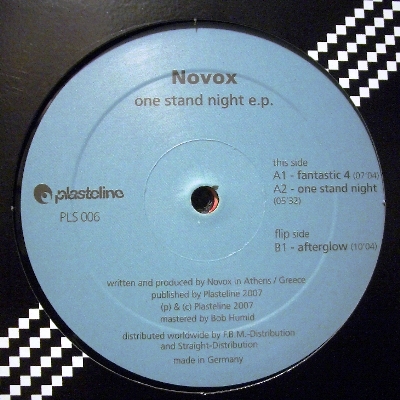 Novox
one stand night e.p.
this side
A1 - fantastic 4 (07'04)
A2 - one stand night
(05'32)
plasteline
PLS 006
flip side
B1 - afterglow (10'04)
written and produced by Novox in Athens / Greece
published by Plasteline 2007
(p) & (c) Plasteline 2007
mastered by Bob Humid
distributed worldwide by F.B.M.-Distribution
and Straight-Distribution
made in Germany